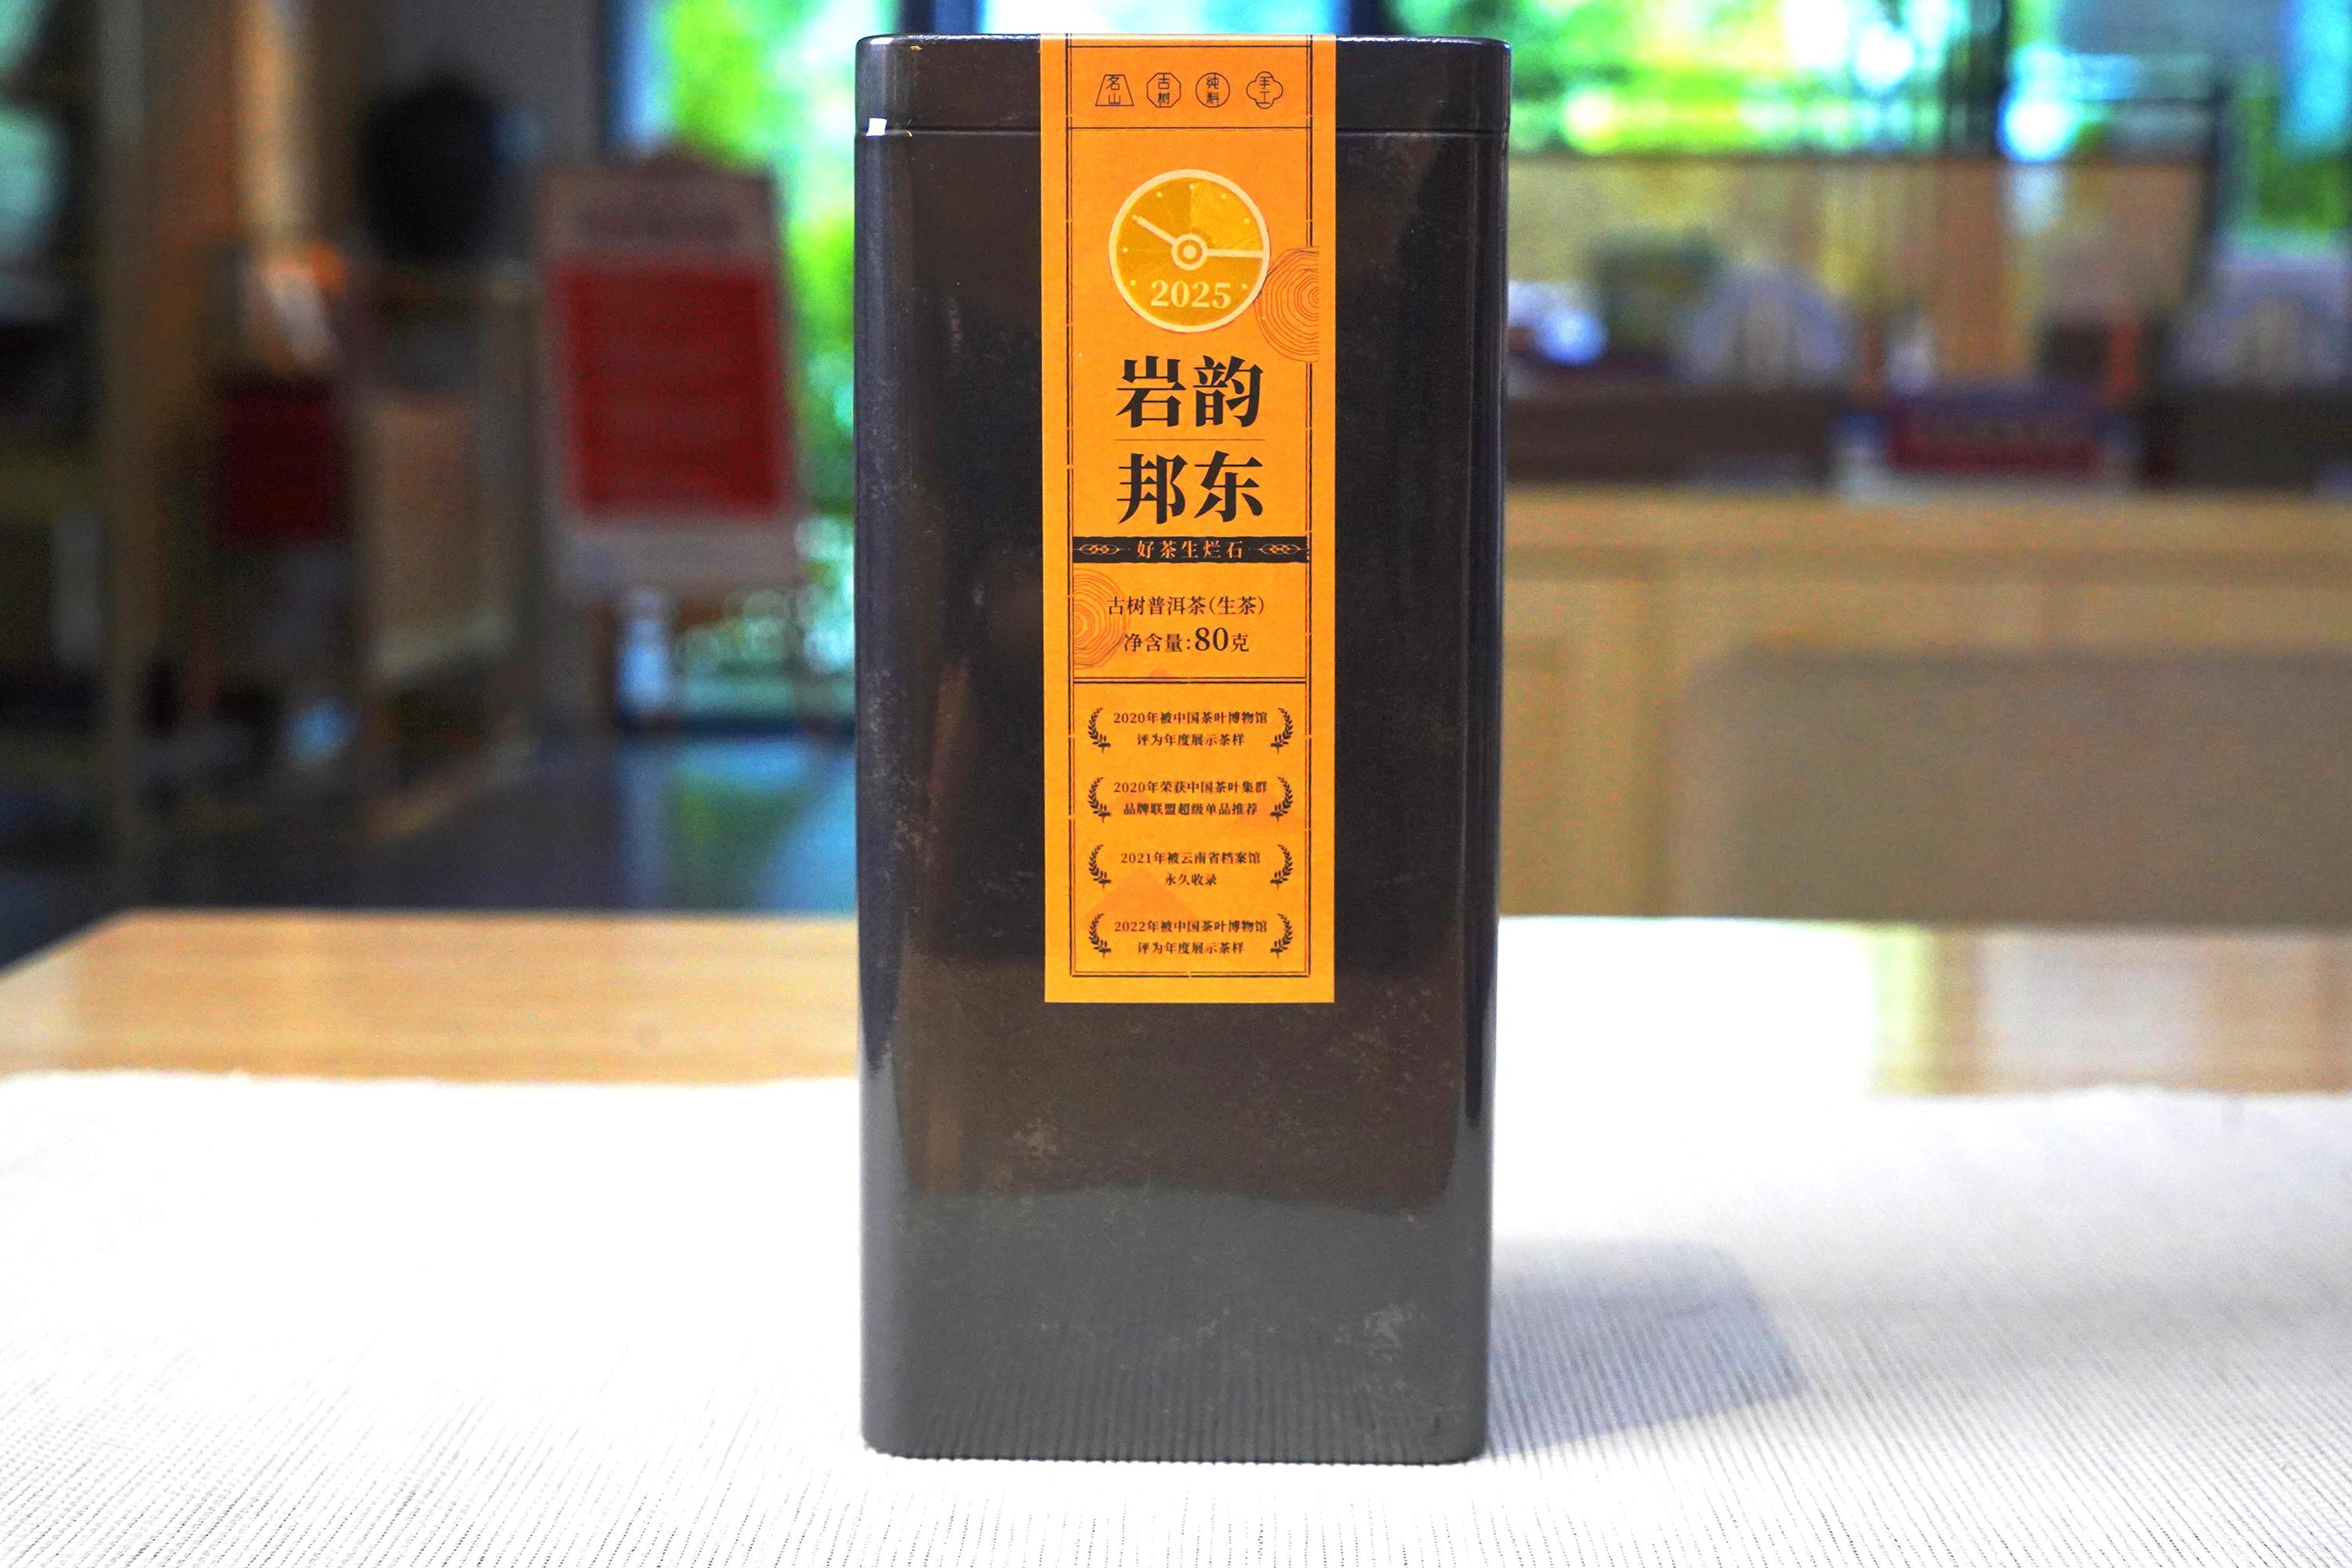 名山 古树 纯料 手工
2025
岩韵
邦东
好茶生烂石
古树普洱茶(生茶)
净含量:80克
2020年被中国茶叶博物馆
评为年度展示茶样
2020年荣获中国茶叶集群
品牌联盟超级单品推荐
2021年被云南省档案馆
永久收录
2022年被中国茶叶博物馆
评为年度展示茶样